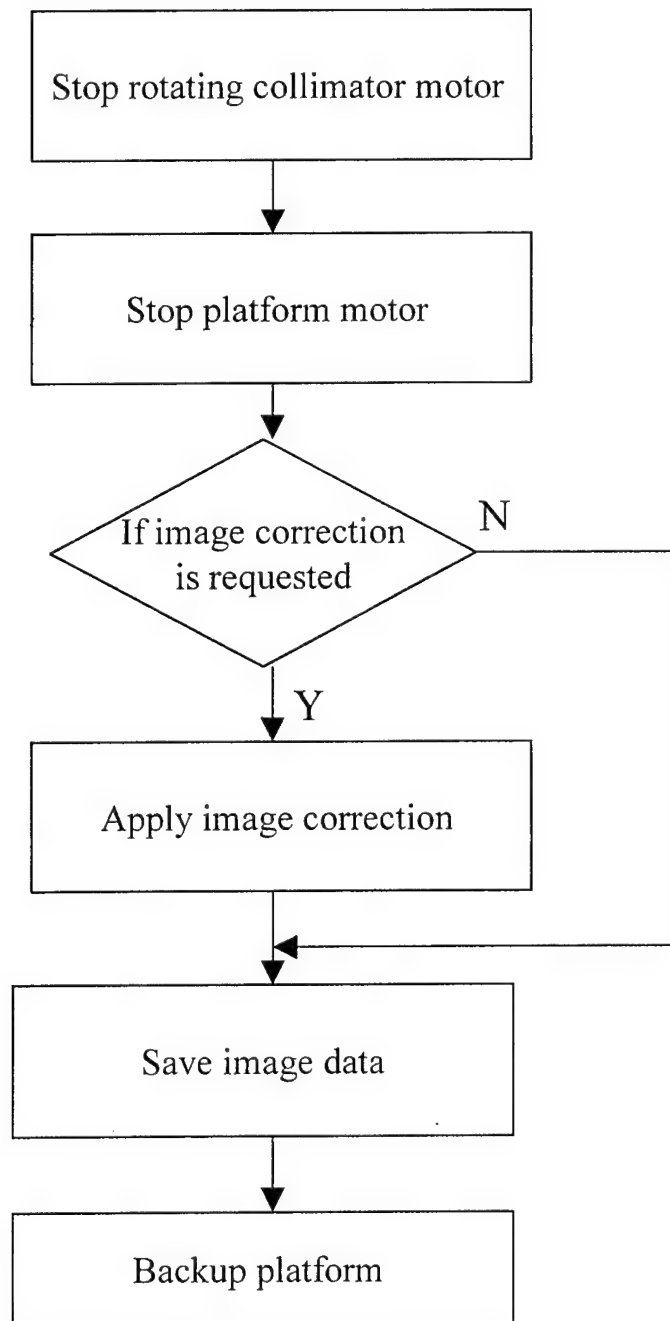 Stop rotating collimator motor
Stop platform motor
If image correction
is requested
N
Y
Apply image correction
Save image data
Backup platform